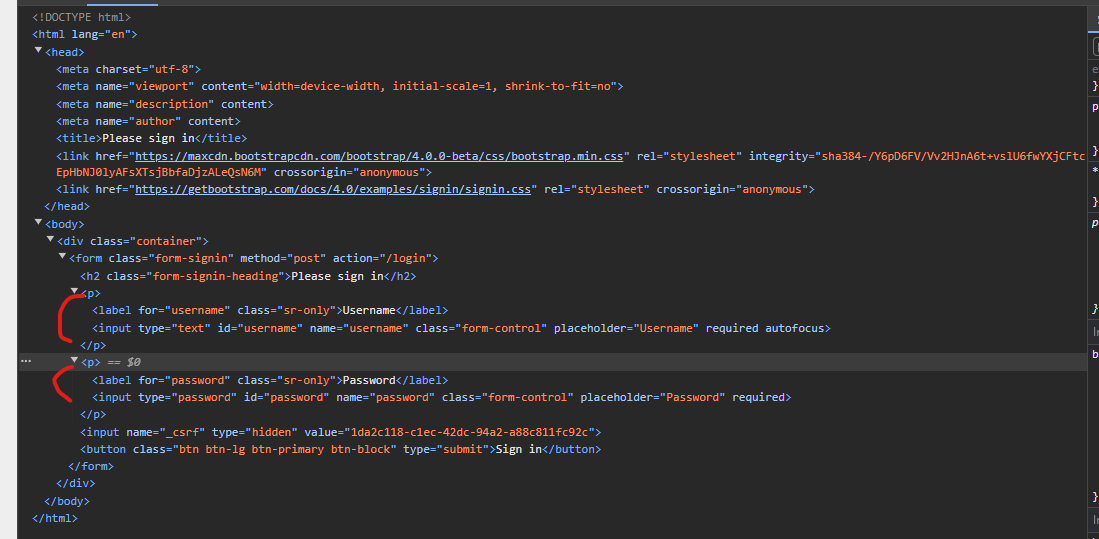 <!DOCTYPE html>
<html lang="en">
<head>
<meta charset="utf-8">
<meta name="viewport" content="width=device-width, initial-scale=1, shrink-to-fit=no">
<meta name="description" content>
<meta name="author" content>
<title>Please sign in</title>
<link href="https://maxcdn.bootstrapcdn.com/bootstrap/4.0.0-beta/css/bootstrap.min.css" rel="stylesheet" integrity="sha384-/Y6pD6FV/Vv2HJnA6t+vslU6fwYXjCFtc
EpHbNJ0lyAFsXTsjBbfaDjzALeQsN6M" crossorigin="anonymous">
<link href="https://getbootstrap.com/docs/4.0/examples/signin/signin.css" rel="stylesheet" crossorigin="anonymous">
</head>
<body>
<div class="container">
<form class="form-signin" method="post" action="/login">
<h2 class="form-signin-heading">Please sign in</h2>
<p>
<label for="username" class="sr-only">Username</label>
<input type="text" id="username" name="username" class="form-control" placeholder="Username" required autofocus>
</p>
<p> == $0
<label for="password" class="sr-only">Password</label>
<input type="password" id="password" name="password" class="form-control" placeholder="Password" required>
</p>
<input name="_csrf" type="hidden" value="1da2c118-c1ec-42dc-94a2-a88c811fc92c">
<button class="btn btn-lg btn-primary btn-block" type="submit">Sign in</button>
</form>
</div>
</body>
</html>